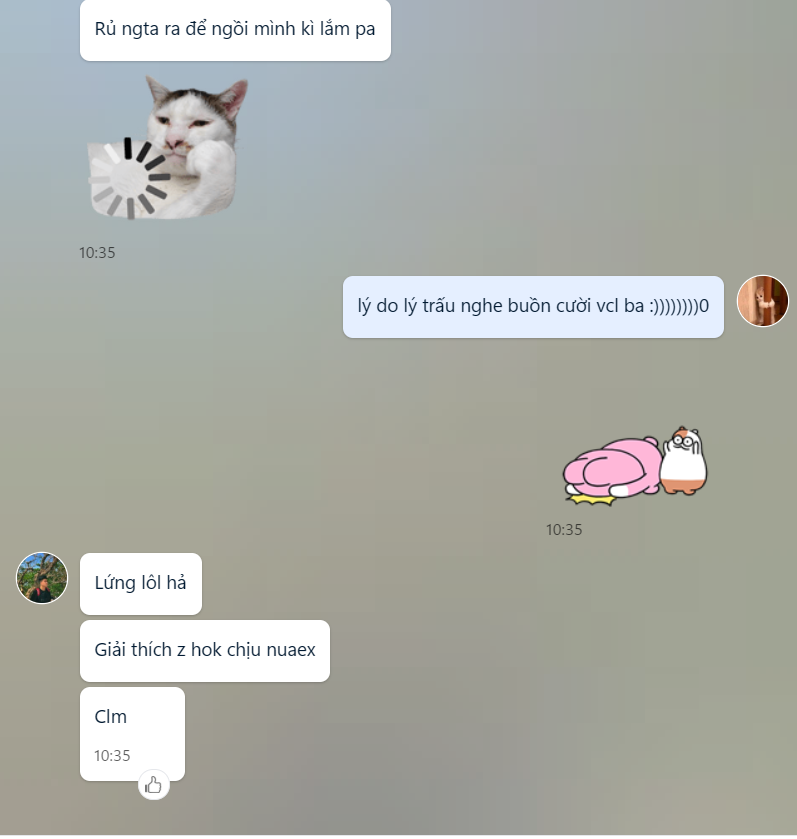 Rủ ngta ra để ngồi mình kì lắm pa
10:35
lý do lý trấu nghe buồn cười vcl ba :))))))))0
10:35
Lứng lôl hả
Giải thích z hok chịu nuaex
Clm
10:35